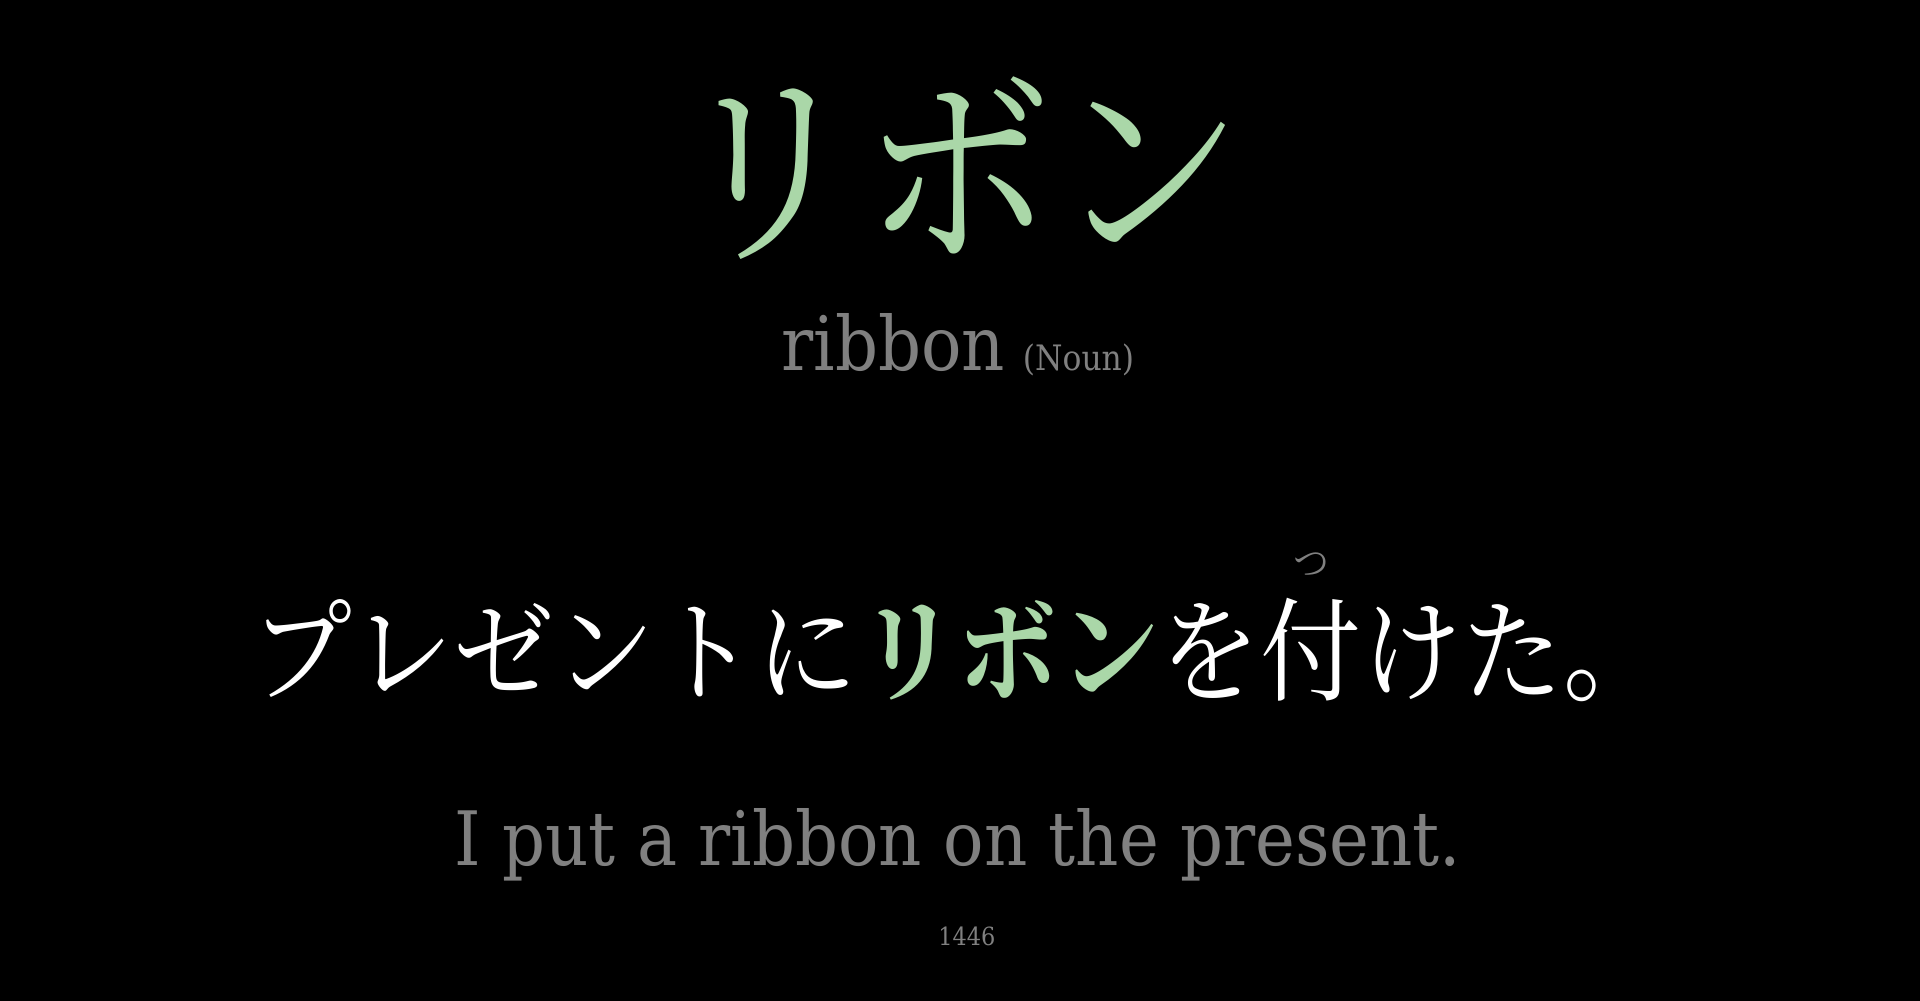 リボン
ribbon (Noun)
つ
プレゼントにリボンを付けた。
I put a ribbon on the present.
1446